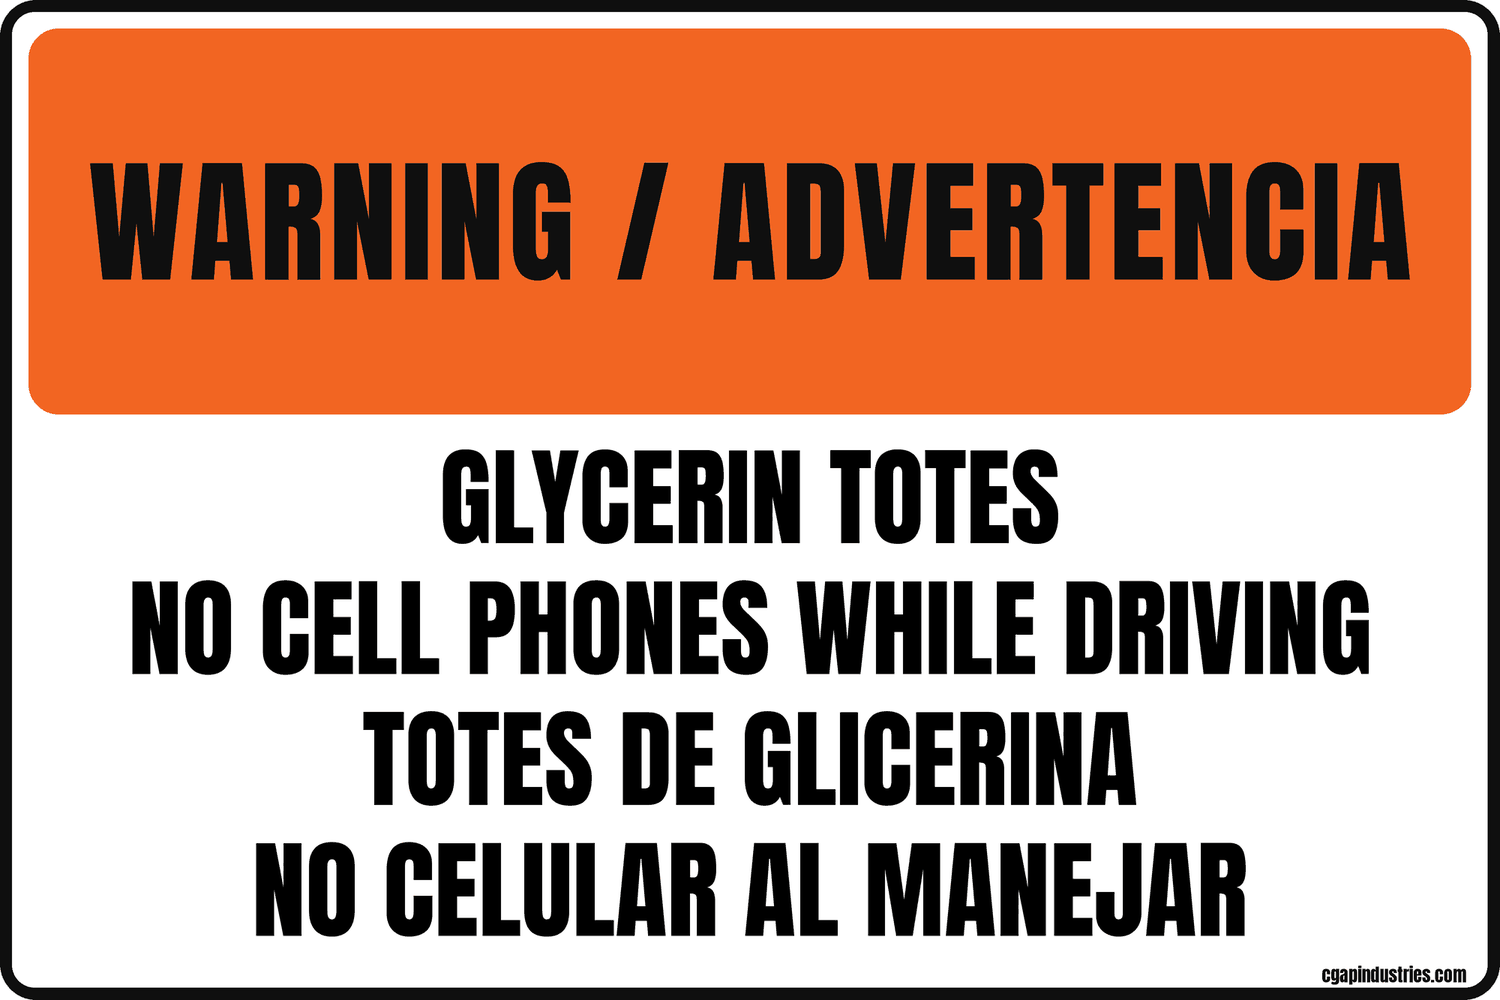 WARNING / ADVERTENCIA
GLYCERIN TOTES
NO CELL PHONES WHILE DRIVING
TOTES DE GLICERINA
NO CELULAR AL MANEJAR
cgapindustries.com